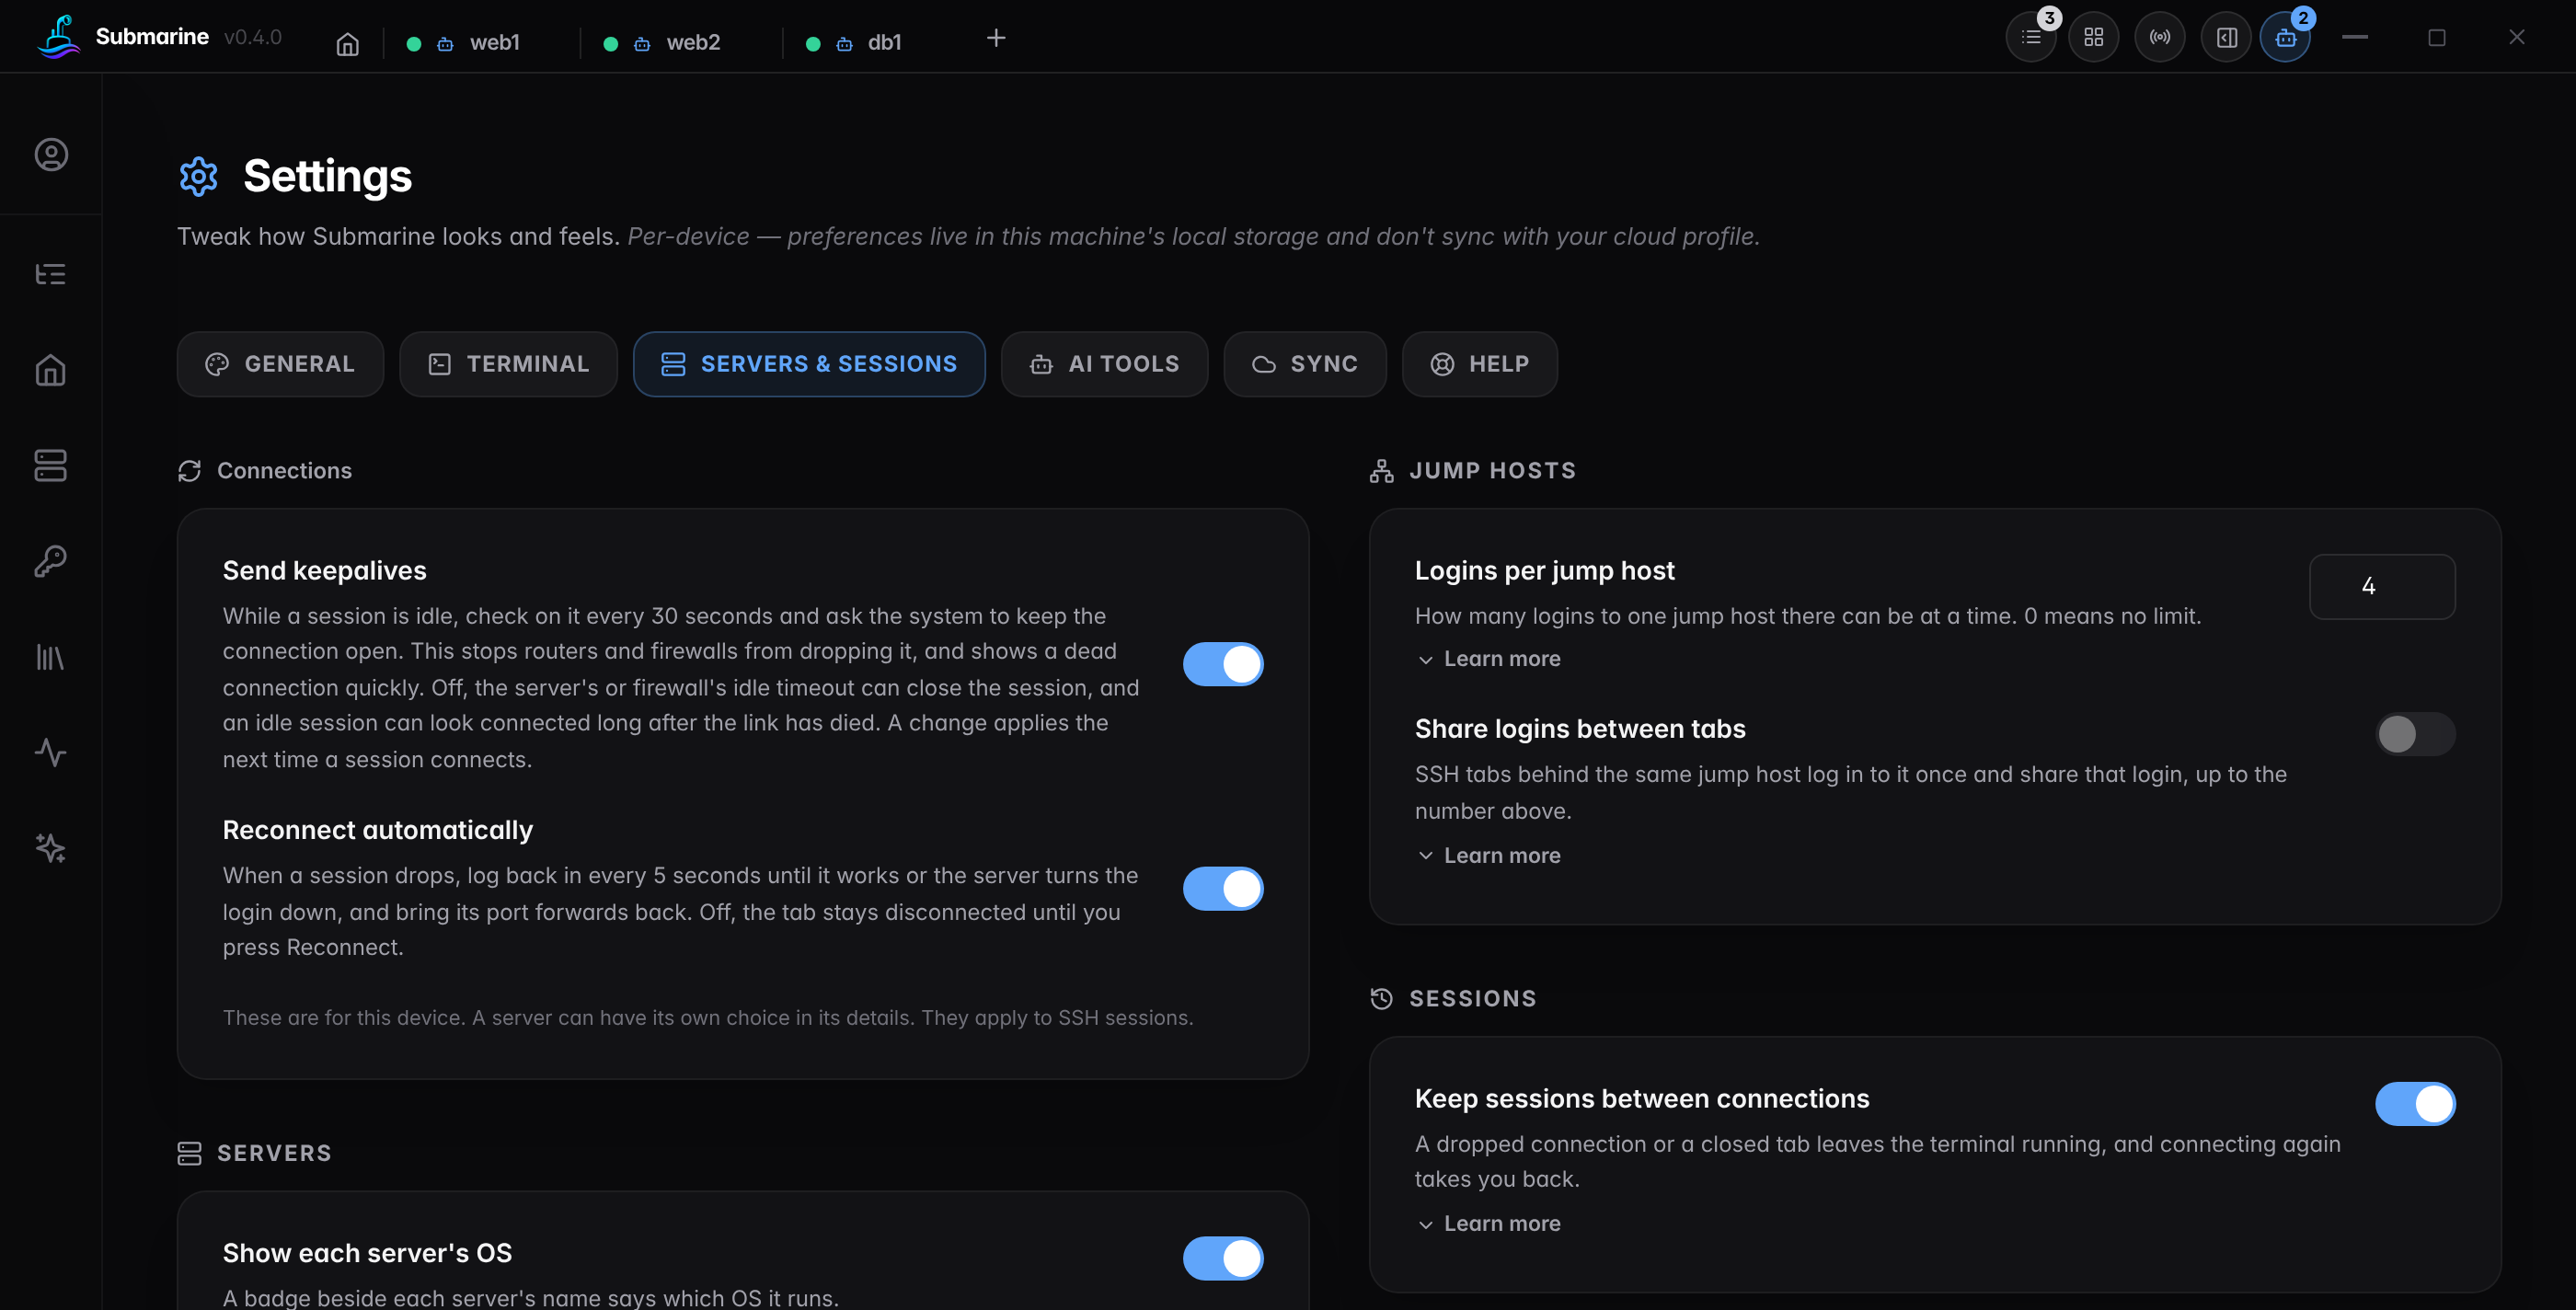 Submarine v0.4.0
web1
web2
db1
3
2
Settings
Tweak how Submarine looks and feels. Per-device — preferences live in this machine's local storage and don't sync with your cloud profile.
GENERAL
TERMINAL
SERVERS & SESSIONS
AI TOOLS
SYNC
HELP
Connections
Send keepalives
While a session is idle, check on it every 30 seconds and ask the system to keep the
connection open. This stops routers and firewalls from dropping it, and shows a dead
connection quickly. Off, the server's or firewall's idle timeout can close the session, and
an idle session can look connected long after the link has died. A change applies the
next time a session connects.
Reconnect automatically
When a session drops, log back in every 5 seconds until it works or the server turns the
login down, and bring its port forwards back. Off, the tab stays disconnected until you
press Reconnect.
These are for this device. A server can have its own choice in its details. They apply to SSH sessions.
SERVERS
Show each server's OS
A badge beside each server's name says which OS it runs.
JUMP HOSTS
Logins per jump host
4
How many logins to one jump host there can be at a time. 0 means no limit.
Learn more
Share logins between tabs
SSH tabs behind the same jump host log in to it once and share that login, up to the
number above.
Learn more
SESSIONS
Keep sessions between connections
A dropped connection or a closed tab leaves the terminal running, and connecting again
takes you back.
Learn more